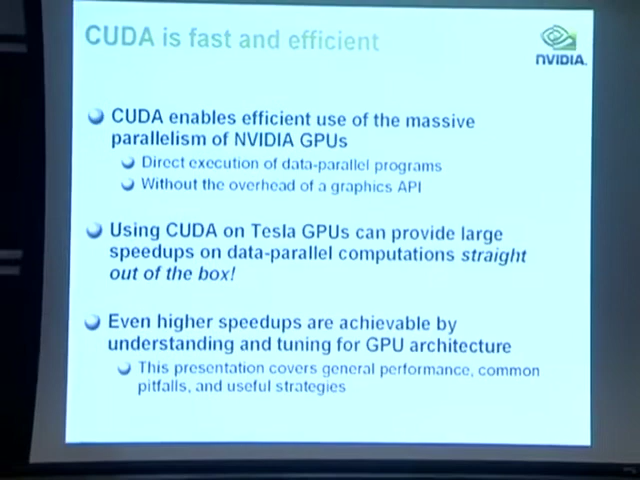 CUDA is fast and efficient
NVIDIA.
CUDA enables efficient use of the massive
parallelism of NVIDIA GPUs
Direct execution of data-parallel programs
Without the overhead of a graphics API
Using CUDA on Tesla GPUs can provide large
speedups on data-parallel computations straight
out of the box!
Even higher speedups are achievable by
understanding and tuning for GPU architecture
This presentation covers general performance, common
pitfalls, and useful strategies